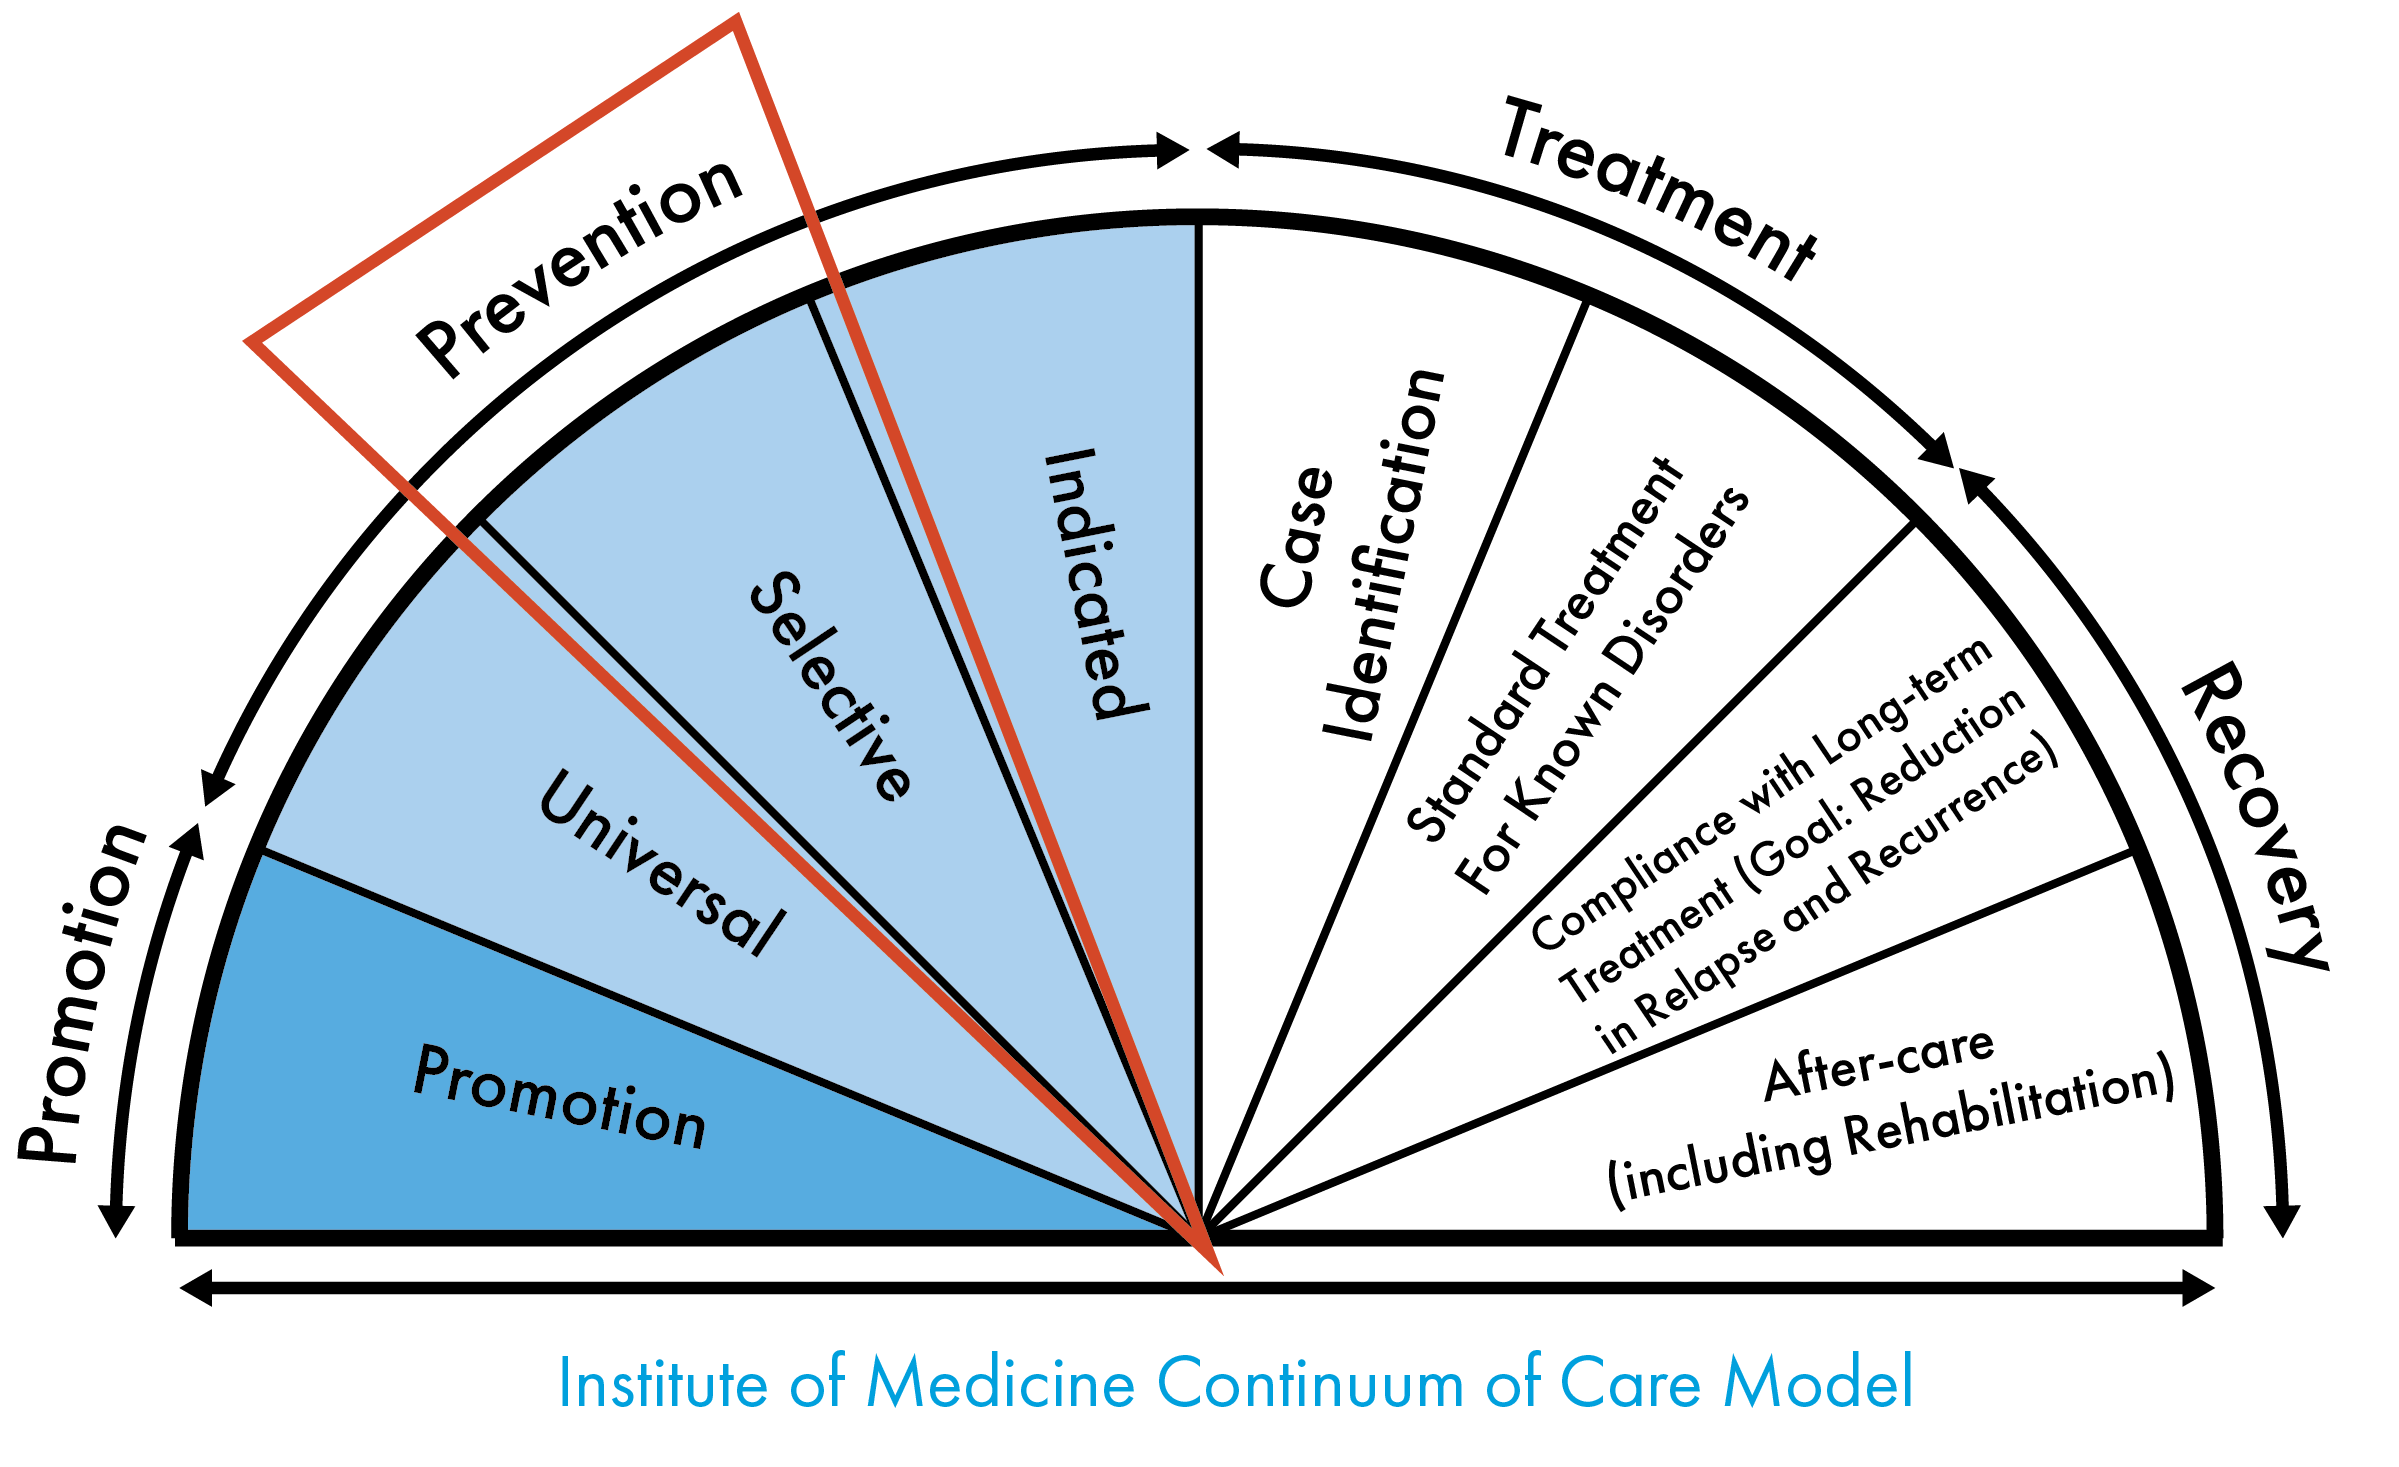 Promotion
Prevention
Treatment
Recovery
Promotion
Universal
Selective
Indicated
Case
Identification
Standard Treatment
For Known Disorders
Compliance with Long-term
Treatment (Goal: Reduction
in Relapse and Recurrence)
After-care
(including Rehabilitation)
Institute of Medicine Continuum of Care Model